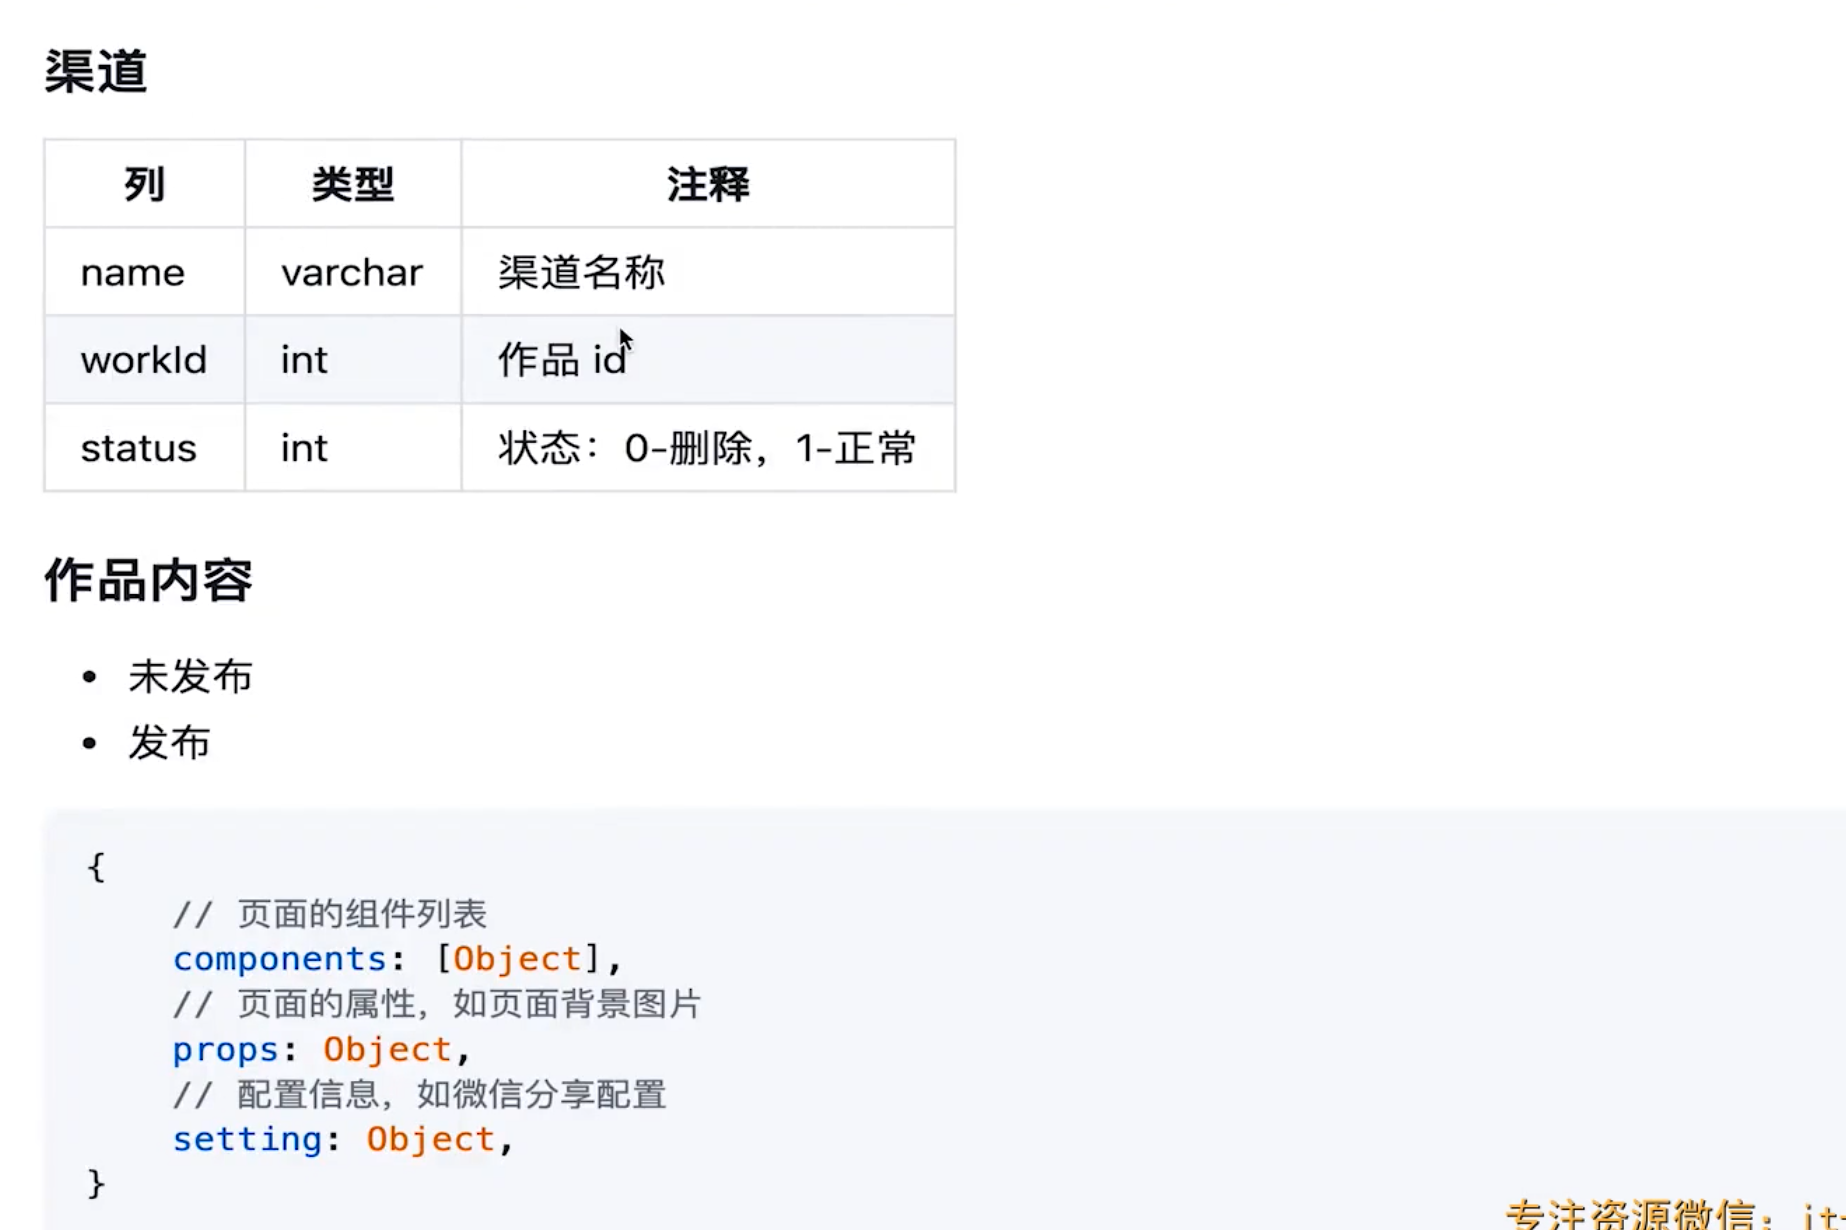 渠道
列 类型 注释
name varchar 渠道名称
workId int 作品 id
status int 状态：0-删除，1-正常
作品内容
• 未发布
• 发布
{
// 页面的组件列表
components: [Object],
// 页面的属性，如页面背景图片
props: Object,
// 配置信息，如微信分享配置
setting: Object,
}
专注资源微信：it-